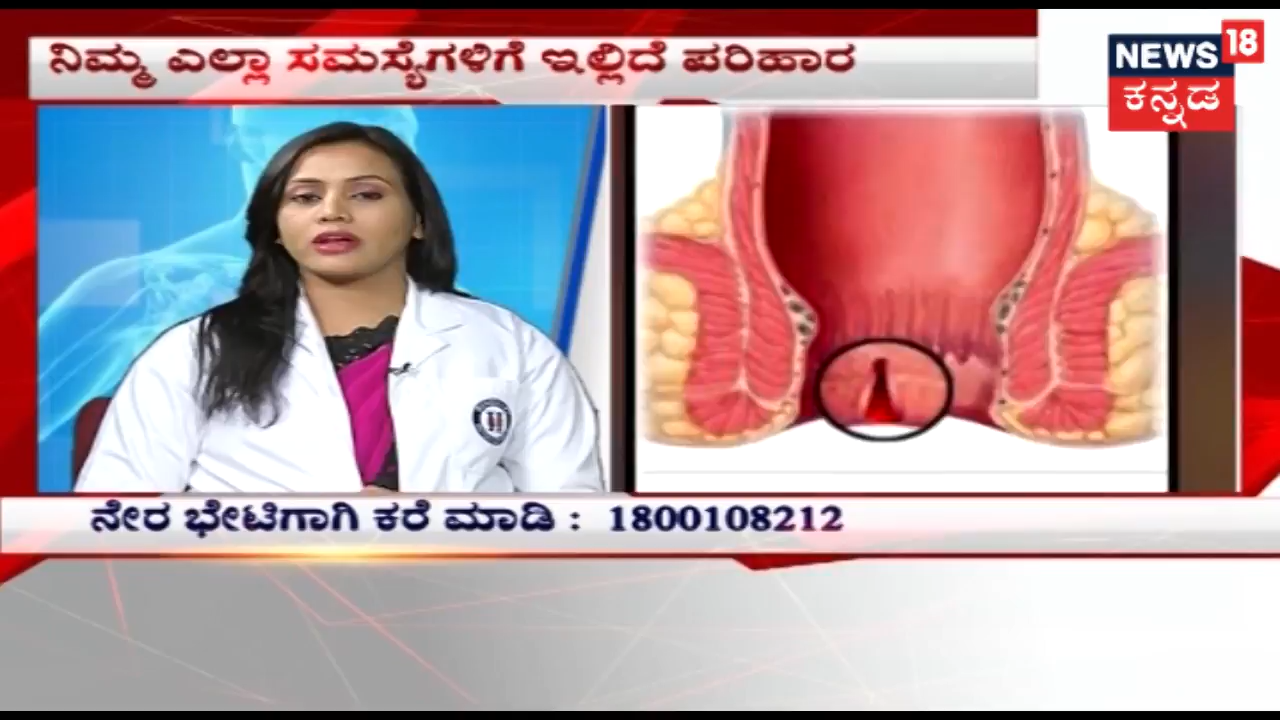 ನಿಮ್ಮ ಎಲ್ಲಾ ಸಮಸ್ಯೆಗಳಿಗೆ ಇಲ್ಲಿದೆ ಪರಿಹಾರ
NEWS 18
ಕನ್ನಡ
ನೇರ ಭೇಟಿಗಾಗಿ ಕರೆ ಮಾಡಿ : 1800108212